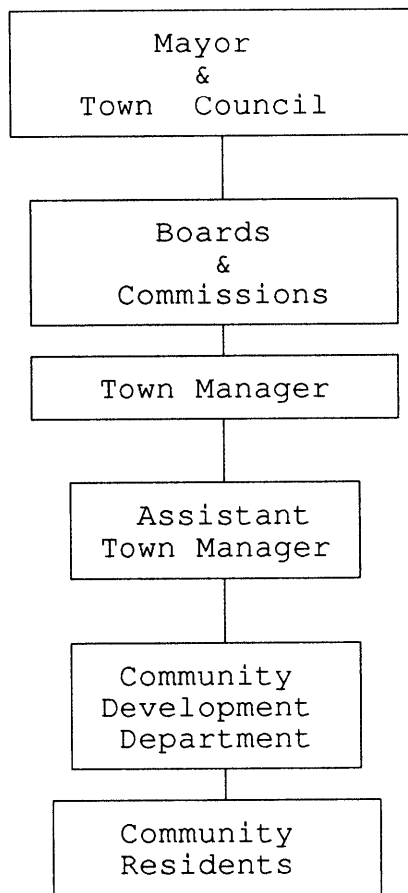 Mayor
&
Town Council
Boards
&
Commissions
Town Manager
Assistant
Town Manager
Community
Development
Department
Community
Residents